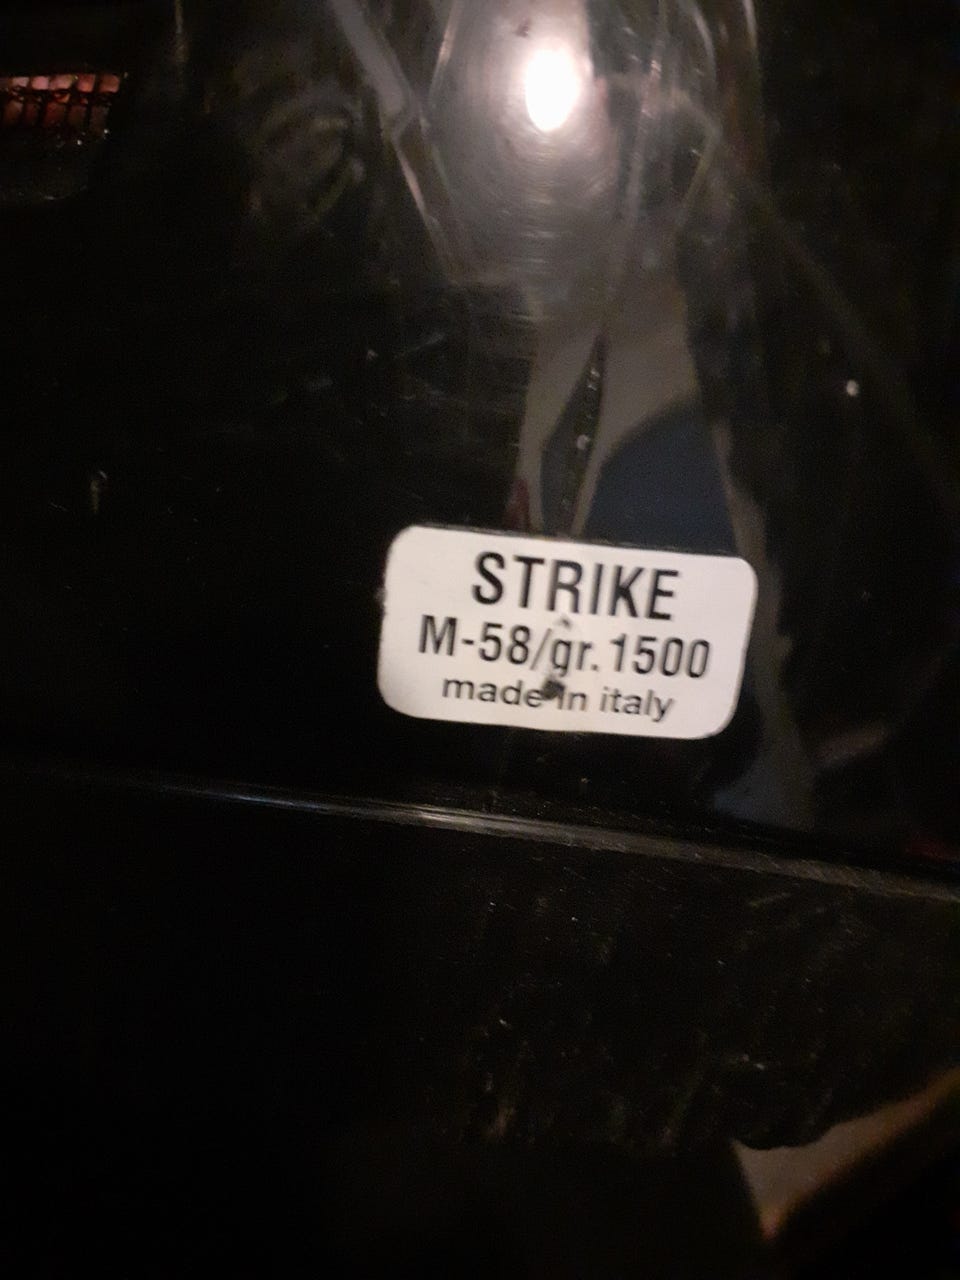 STRIKE
M-58/gr.1500
made in italy